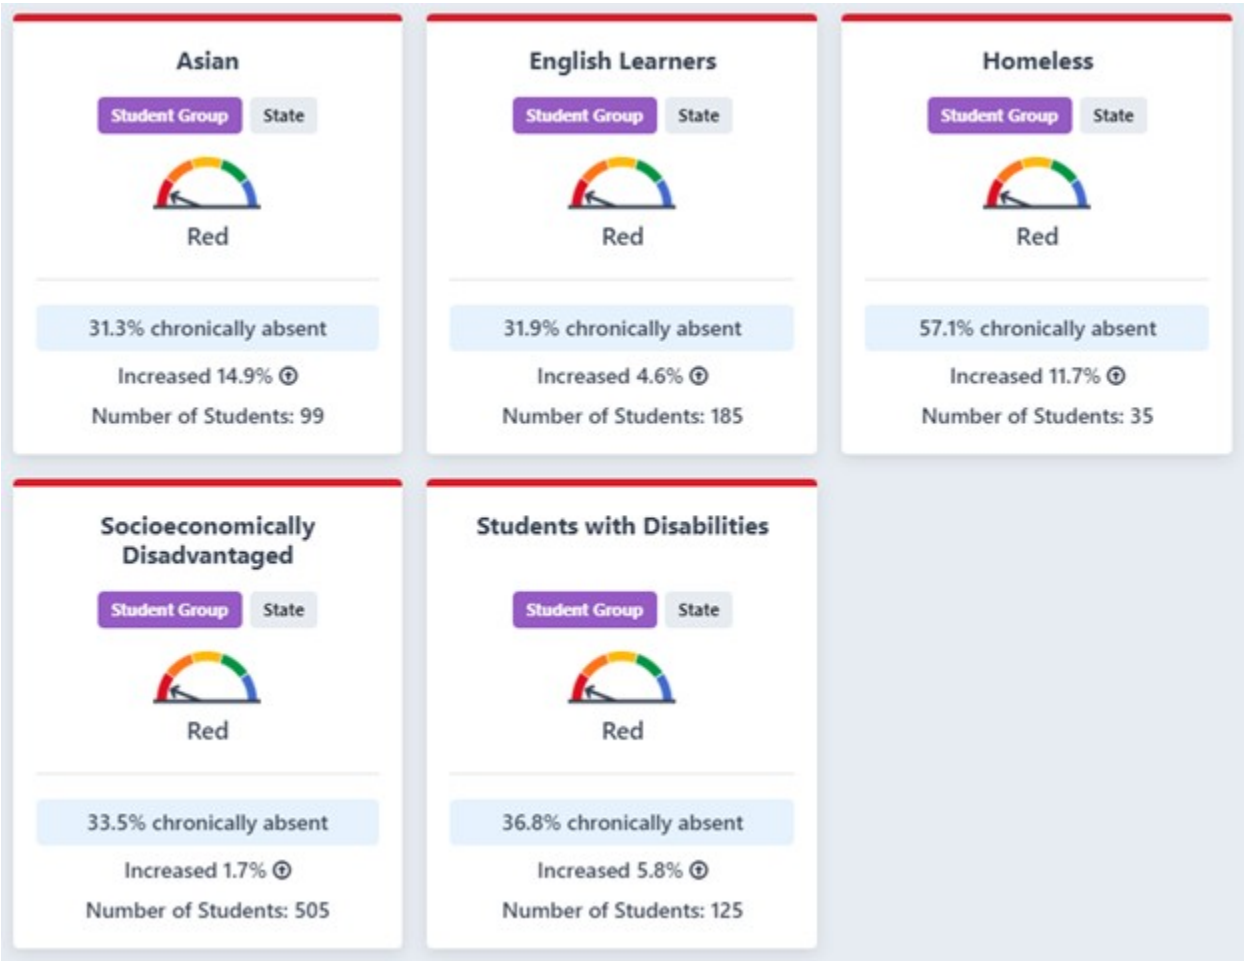 Asian
Student Group State
Red
31.3% chronically absent
Increased 14.9%
Number of Students: 99
English Learners
Student Group State
Red
31.9% chronically absent
Increased 4.6%
Number of Students: 185
Homeless
Student Group State
Red
57.1% chronically absent
Increased 11.7%
Number of Students: 35
Socioeconomically
Disadvantaged
Student Group State
Red
33.5% chronically absent
Increased 1.7%
Number of Students: 505
Students with Disabilities
Student Group State
Red
36.8% chronically absent
Increased 5.8%
Number of Students: 125